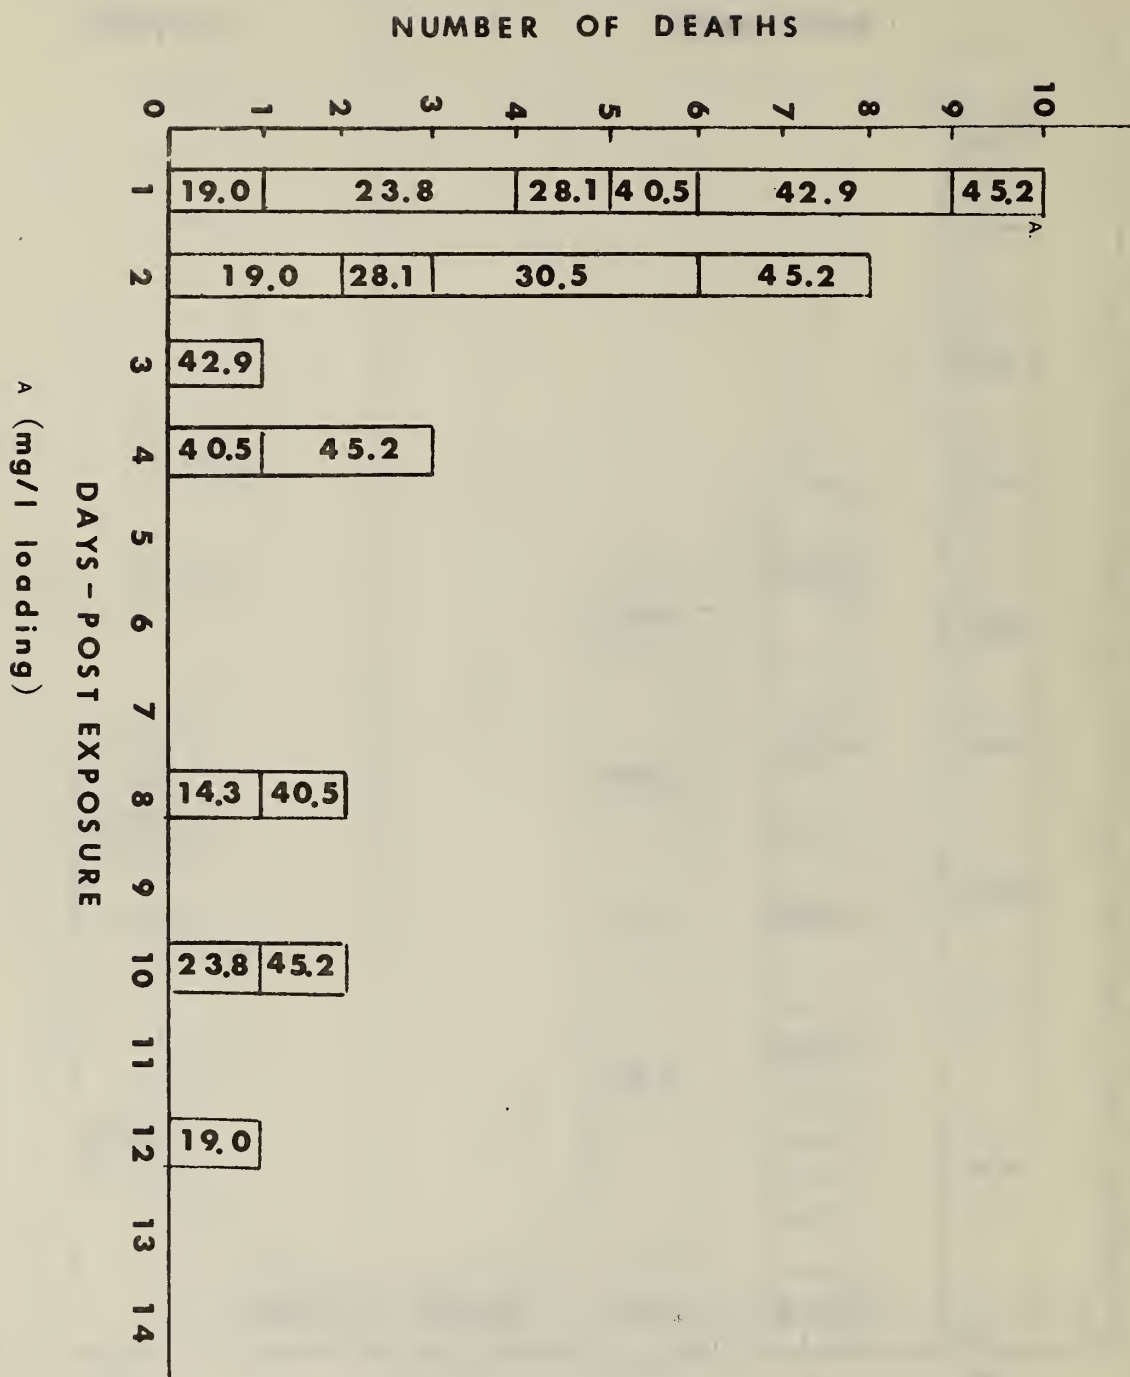 NUMBER OF DEATHS
0 1 2 3 4 5 6 7 8 9 10
1 19.0 23.8 28.1 40.5 42.9 45.2
A.
2 19.0 28.1 30.5 45.2
3 42.9
4 40.5 45.2
5
6
7
8 14.3 40.5
9
10 23.8 45.2
11
12 19.0
13
14
DAYS - POST EXPOSURE
A (mg/l loading)